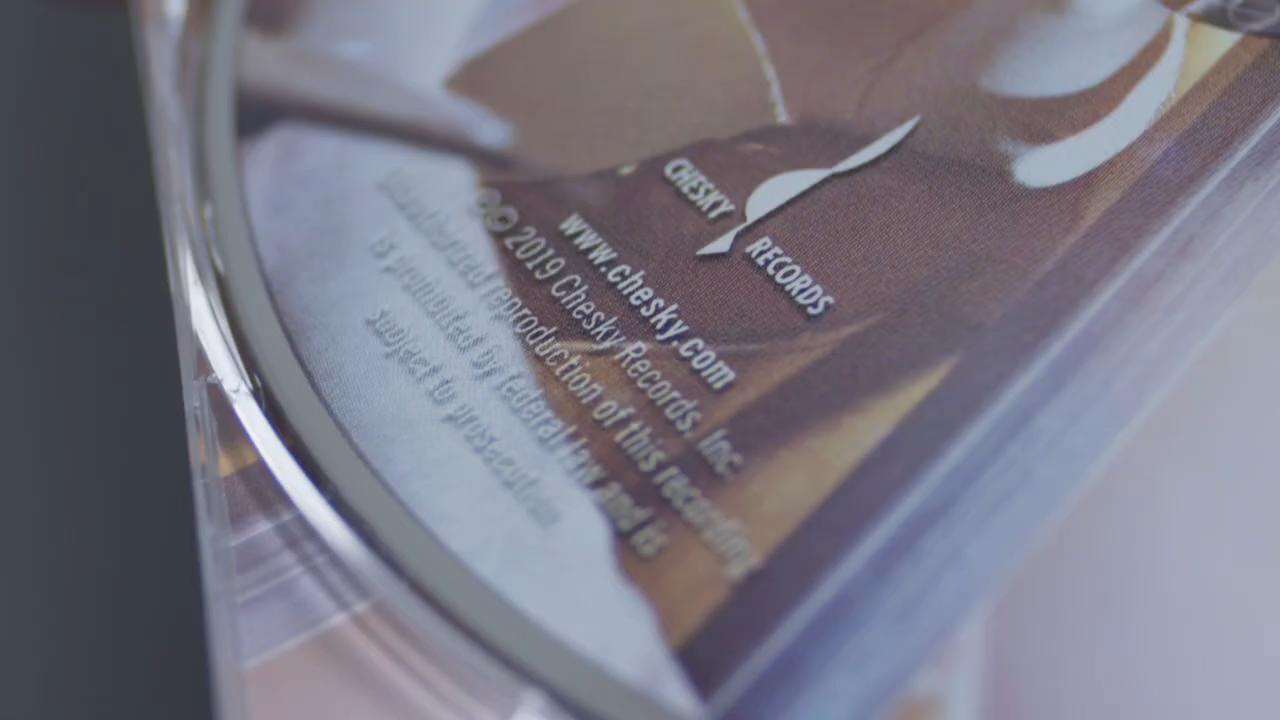 CHESKY RECORDS
www.chesky.com
℗© 2019 Chesky Records, Inc.
Unauthorized reproduction of this recording
is prohibited by federal law and is
subject to prosecution